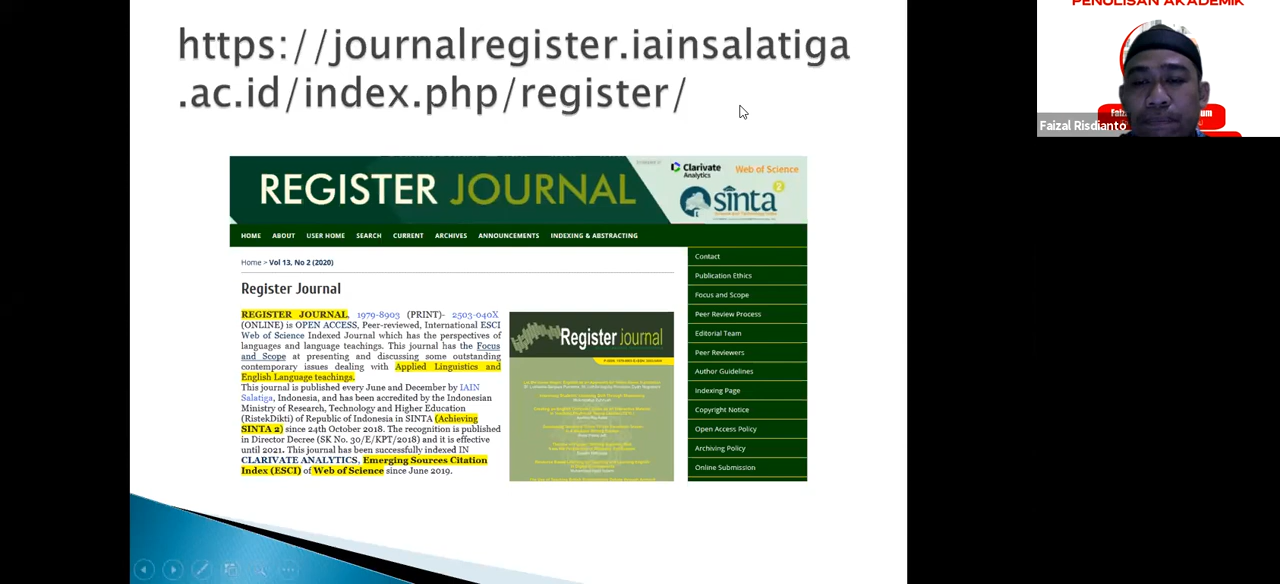 https://journalregister.iainsalatiga
.ac.id/index.php/register/
PENULISAN AKADEMIK
Faizal Risdianto
REGISTER JOURNAL
Clarivate
Analytics
Web of Science
sinta
2
HOME
ABOUT
USER HOME
SEARCH
CURRENT
ARCHIVES
ANNOUNCEMENTS
INDEXING & ABSTRACTING
Home > Vol 13, No 2 (2020)
Register Journal
REGISTER JOURNAL, 1979-8903 (PRINT)- 2503-040X
(ONLINE) is OPEN ACCESS, Peer-reviewed, International ESCI
Web of Science Indexed Journal which has the perspectives of
languages and language teachings. This journal has the Focus
and Scope at presenting and discussing some outstanding
contemporary issues dealing with Applied Linguistics and
English Language teachings.
This journal is published every June and December by IAIN
Salatiga, Indonesia, and has been accredited by the Indonesian
Ministry of Research, Technology and Higher Education
(RistekDikti) of Republic of Indonesia in SINTA (Achieving
SINTA 2) since 24th October 2018. The recognition is published
in Director Decree (SK No. 30/E/KPT/2018) and it is effective
until 2021. This journal has been successfully indexed IN
CLARIVATE ANALYTICS, Emerging Sources Citation
Index (ESCI) of Web of Science since June 2019.
Register journal
Contact
Publication Ethics
Focus and Scope
Peer Review Process
Editorial Team
Peer Reviewers
Author Guidelines
Indexing Page
Copyright Notice
Open Access Policy
Archiving Policy
Online Submission